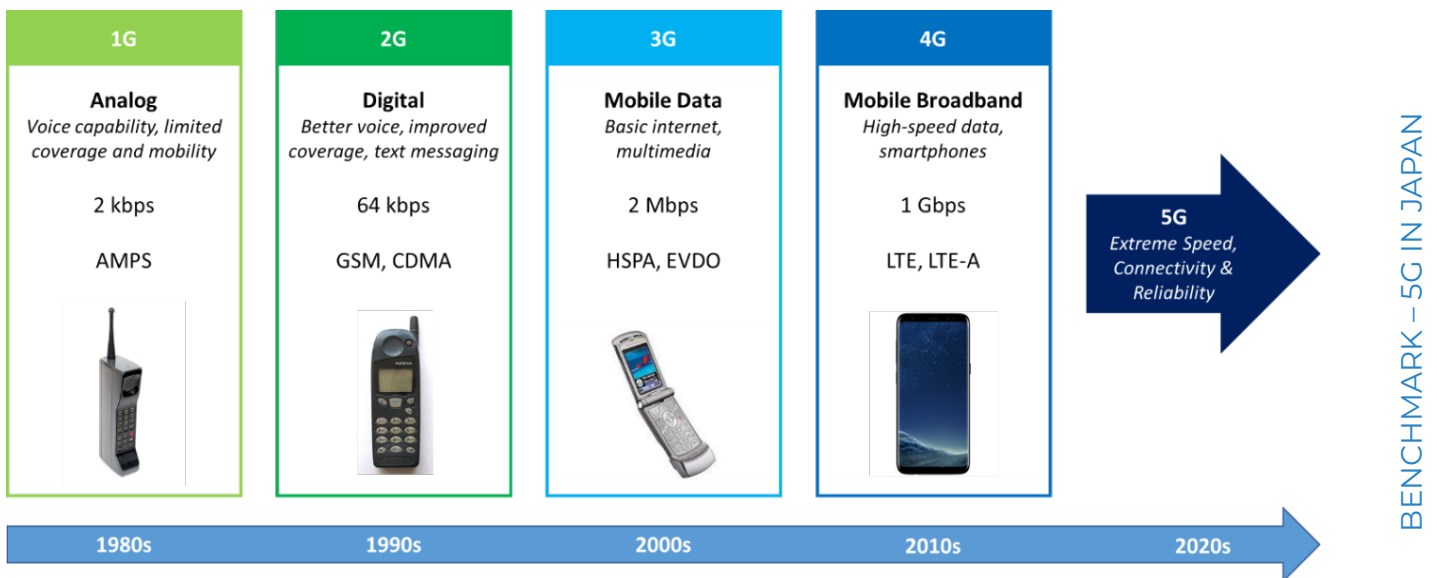 1G
Analog
Voice capability, limited
coverage and mobility
2 kbps
AMPS
2G
Digital
Better voice, improved
coverage, text messaging
64 kbps
GSM, CDMA
NOKIA
3G
Mobile Data
Basic internet,
multimedia
2 Mbps
HSPA, EVDO
4G
Mobile Broadband
High-speed data,
smartphones
1 Gbps
LTE, LTE-A
5G
Extreme Speed,
Connectivity &
Reliability
1980s
1990s
2000s
2010s
2020s
BENCHMARK – 5G IN JAPAN